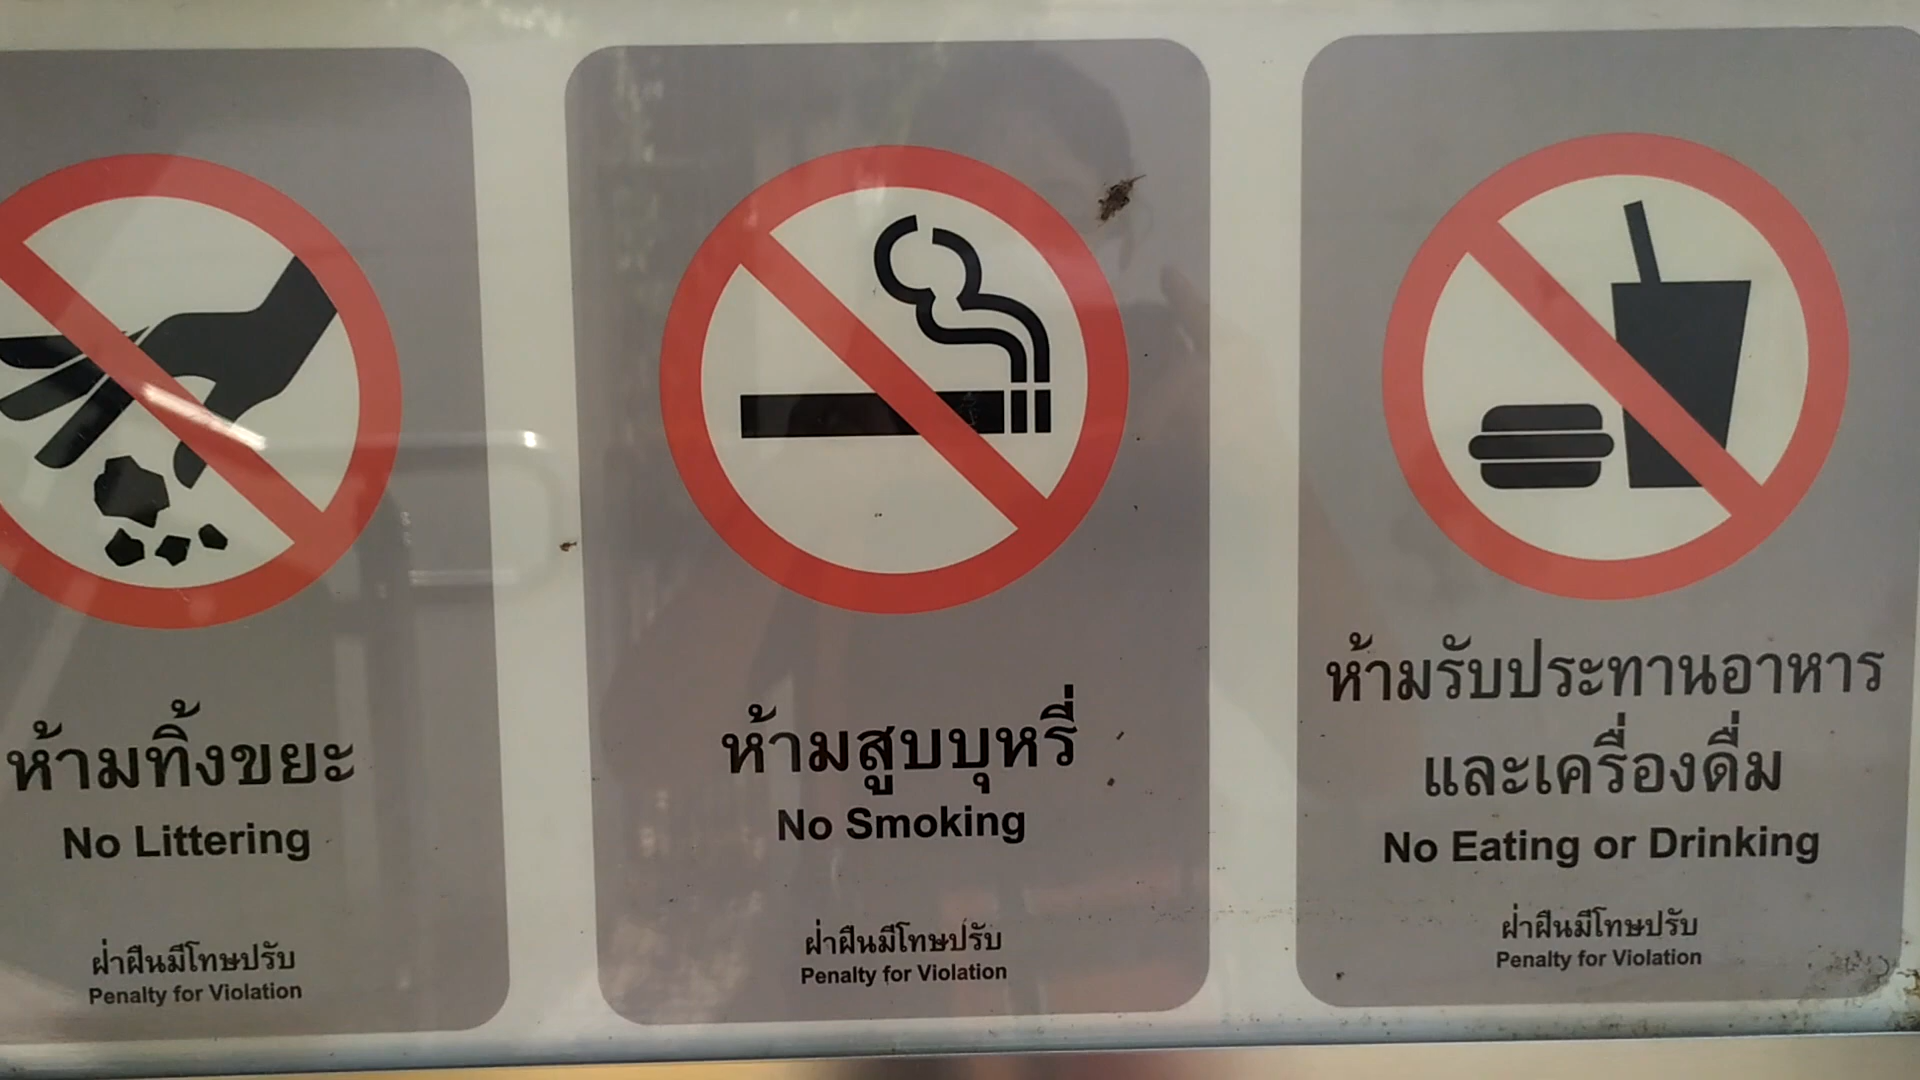 ห้ามทิ้งขยะ
No Littering
ฝ่าฝืนมีโทษปรับ
Penalty for Violation
ห้ามสูบบุหรี่
No Smoking
ฝ่าฝืนมีโทษปรับ
Penalty for Violation
ห้ามรับประทานอาหาร
และเครื่องดื่ม
No Eating or Drinking
ฝ่าฝืนมีโทษปรับ
Penalty for Violation